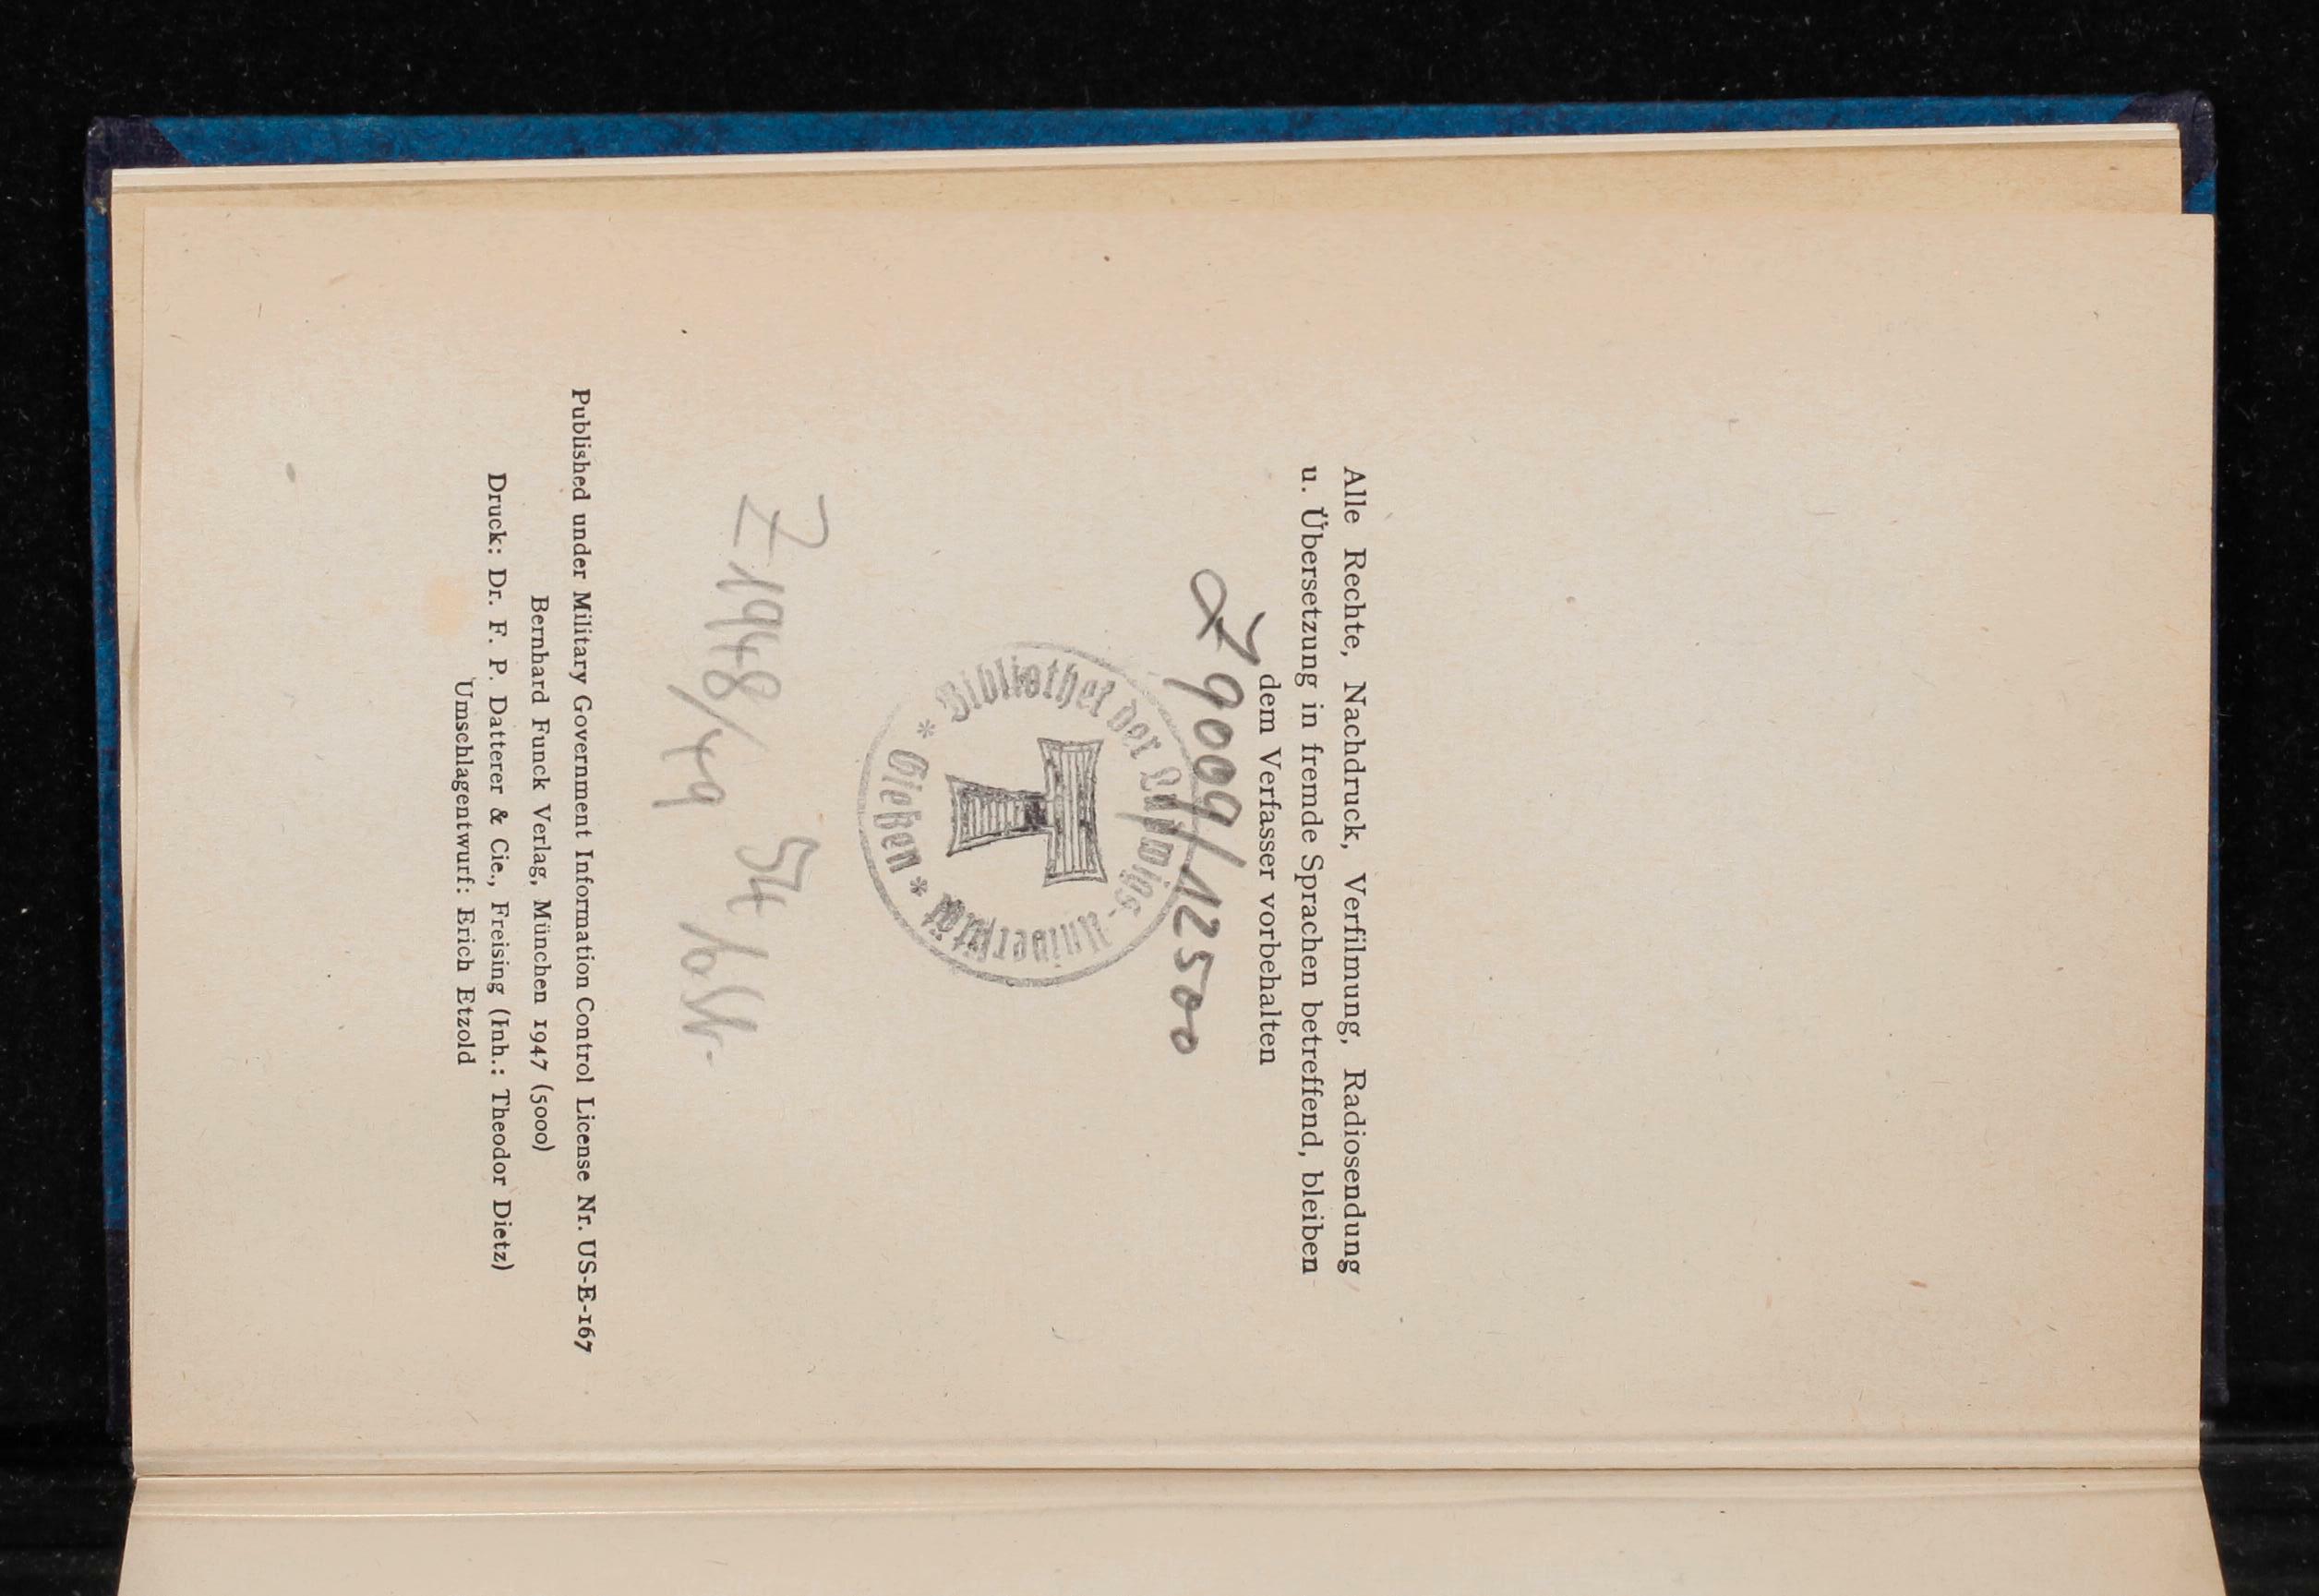 Alle Rechte, Nachdruck, Verfilmung, Radiosendung
u. Übersetzung in fremde Sprachen betreffend, bleiben
dem Verfasser vorbehalten
9009/12500
* Bibliothek der Ludwigs-Universität * Gießen
Z 1948/49
Published under Military Government Information Control License Nr. US-E-167
Bernhard Funck Verlag, München 1947 (5000)
Druck: Dr. F. P. Datterer & Cie., Freising (Inh.: Theodor Dietz)
Umschlagentwurf: Erich Etzold